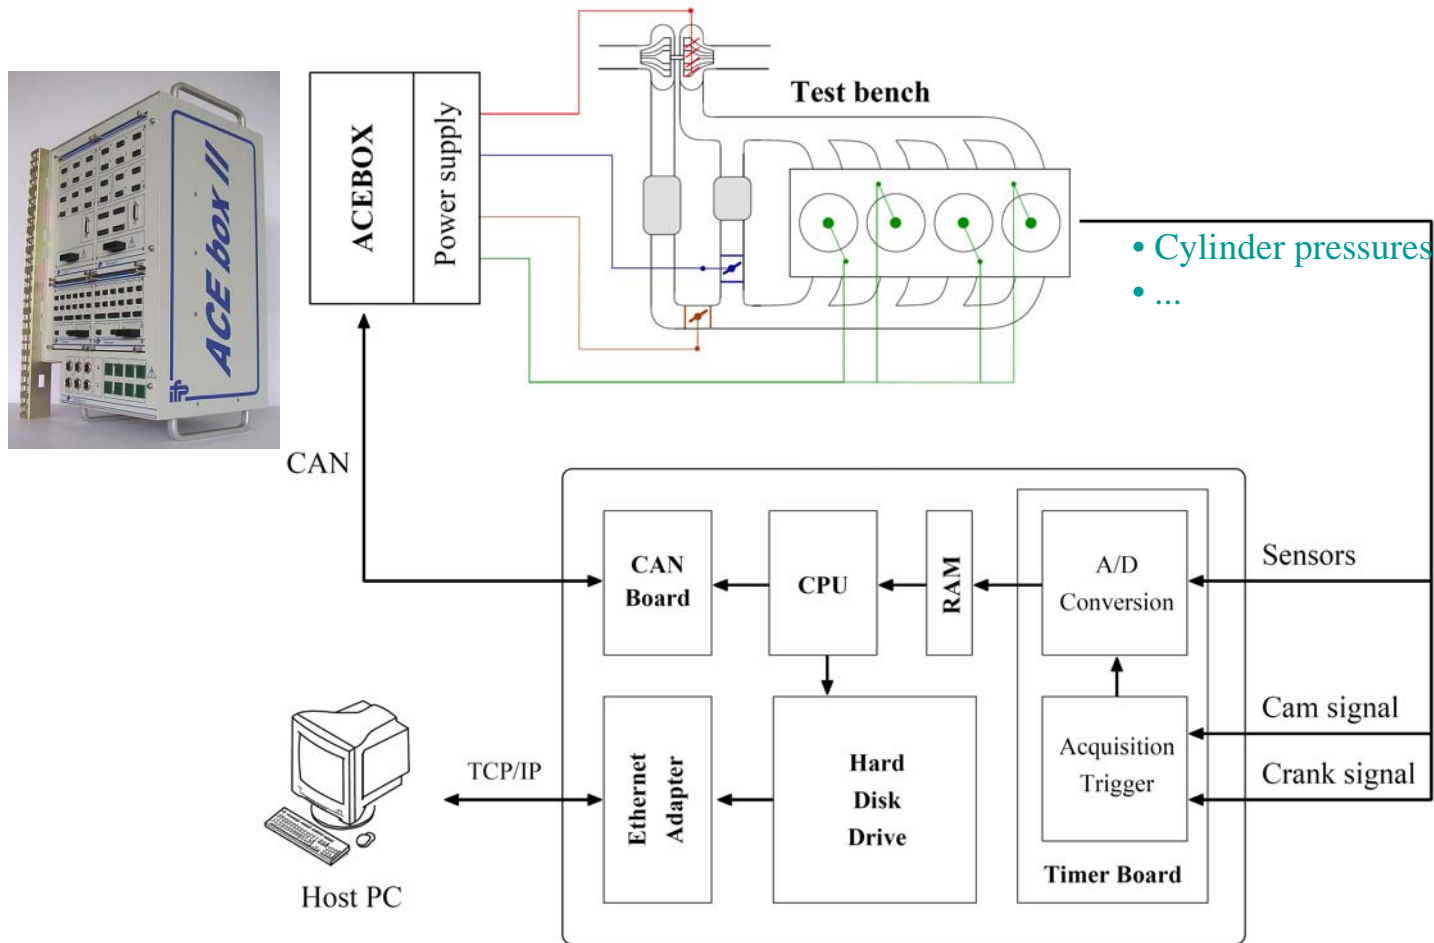 Test bench
ACEBOX
Power supply
ACE box II
ifp
• Cylinder pressures
• ...
CAN
CAN
Board
CPU
RAM
A/D
Conversion
Sensors
Cam signal
Acquisition
Trigger
Crank signal
TCP/IP
Ethernet
Adapter
Hard
Disk
Drive
Timer Board
Host PC